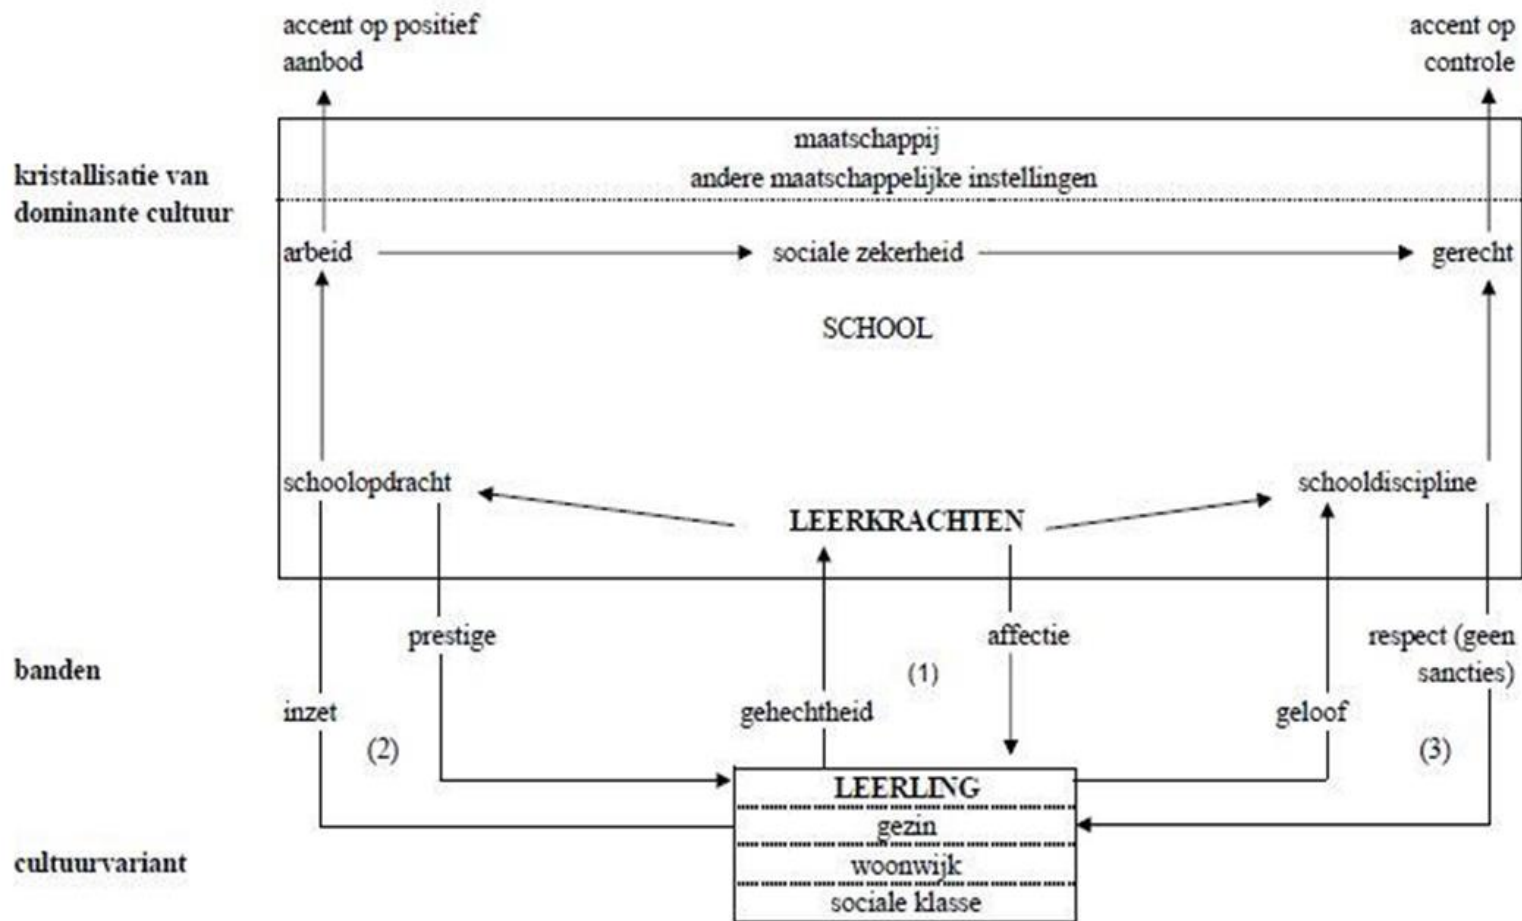 accent op positief
aanbod
accent op
controle
maatschappij
andere maatschappelijke instellingen
kristallisatie van
dominante cultuur
arbeid
sociale zekerheid
gerecht
SCHOOL
schoolopdracht
schooldiscipline
LEERKRACHTEN
prestige
affectie
respect (geen
sancties)
banden
(1)
inzet
gehechtheid
geloof
(2)
(3)
LEERLING
gezin
cultuurvariant
woonwijk
sociale klasse